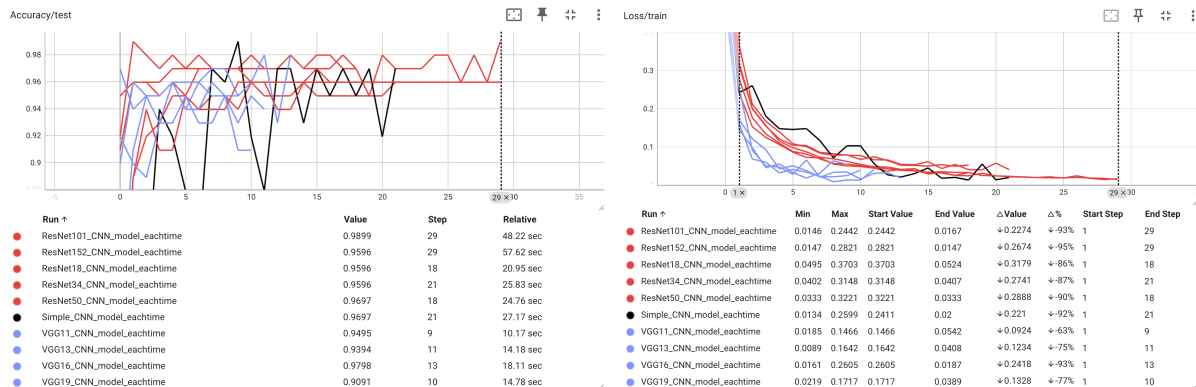 Accuracy/test
0.98
0.96
0.94
0.92
0.9
-5
0
5
10
15
20
25
29
30
35
Run ↑ Value Step Relative
ResNet101_CNN_model_eachtime 0.9899 29 48.22 sec
ResNet152_CNN_model_eachtime 0.9596 29 57.62 sec
ResNet18_CNN_model_eachtime 0.9596 18 20.95 sec
ResNet34_CNN_model_eachtime 0.9596 21 25.83 sec
ResNet50_CNN_model_eachtime 0.9697 18 24.76 sec
Simple_CNN_model_eachtime 0.9697 21 27.17 sec
VGG11_CNN_model_eachtime 0.9495 9 10.17 sec
VGG13_CNN_model_eachtime 0.9394 11 14.18 sec
VGG16_CNN_model_eachtime 0.9798 13 18.11 sec
VGG19_CNN_model_eachtime 0.9091 10 14.78 sec
Loss/train
0.3
0.2
0.1
0
1
5
10
15
20
25
29
30
Run ↑ Min Max Start Value End Value △Value △% Start Step End Step
ResNet101_CNN_model_eachtime 0.0146 0.2442 0.2442 0.0167 ↓0.2274 ↓-93% 1 29
ResNet152_CNN_model_eachtime 0.0147 0.2821 0.2821 0.0147 ↓0.2674 ↓-95% 1 29
ResNet18_CNN_model_eachtime 0.0495 0.3703 0.3703 0.0524 ↓0.3179 ↓-86% 1 18
ResNet34_CNN_model_eachtime 0.0402 0.3148 0.3148 0.0407 ↓0.2741 ↓-87% 1 21
ResNet50_CNN_model_eachtime 0.0333 0.3221 0.3221 0.0333 ↓0.2888 ↓-90% 1 18
Simple_CNN_model_eachtime 0.0134 0.2599 0.2411 0.02 ↓0.221 ↓-92% 1 21
VGG11_CNN_model_eachtime 0.0185 0.1466 0.1466 0.0542 ↓0.0924 ↓-63% 1 9
VGG13_CNN_model_eachtime 0.0089 0.1642 0.1642 0.0408 ↓0.1234 ↓-75% 1 11
VGG16_CNN_model_eachtime 0.0161 0.2605 0.2605 0.0187 ↓0.2418 ↓-93% 1 13
VGG19_CNN_model_eachtime 0.0219 0.1717 0.1717 0.0389 ↓0.1328 ↓-77% 1 10